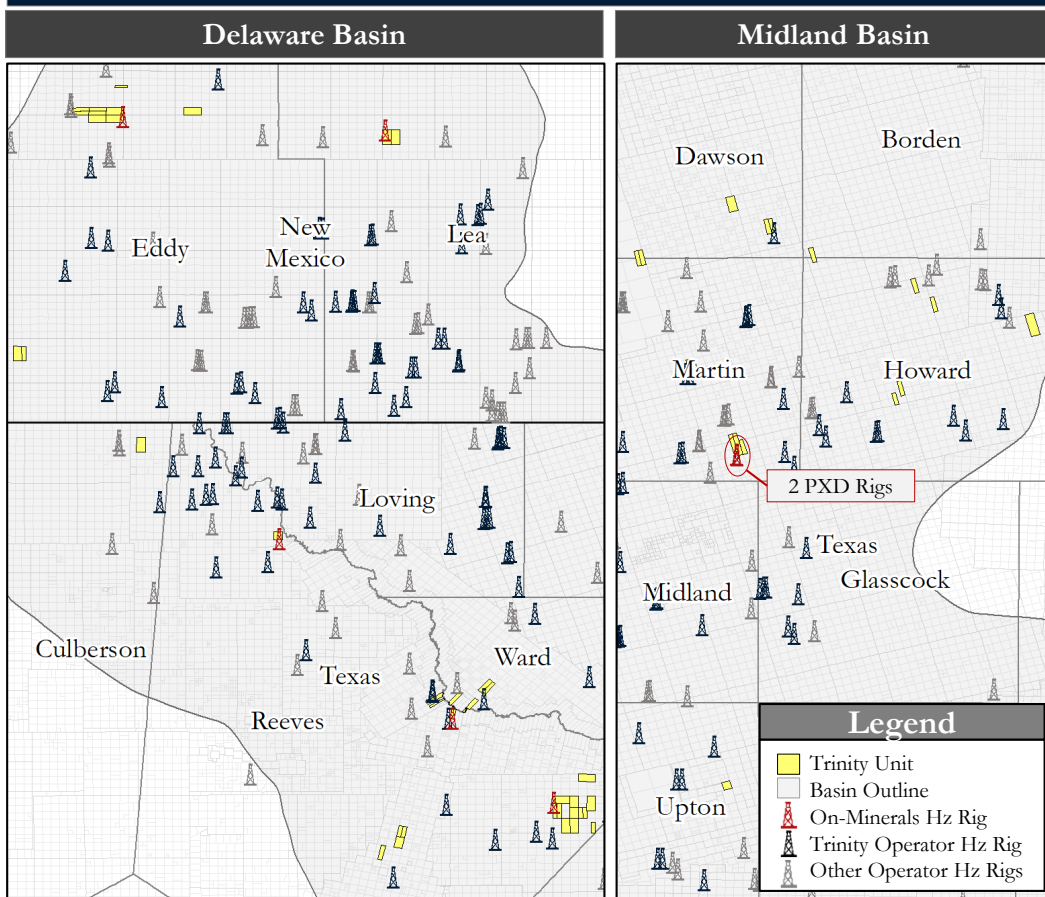 Delaware Basin
Midland Basin
Eddy
New
Mexico
Lea
Loving
Culberson
Texas
Ward
Reeves
Dawson
Borden
Martin
Howard
2 PXD Rigs
Texas
Midland
Glasscock
Upton
Legend
Trinity Unit
Basin Outline
On-Minerals Hz Rig
Trinity Operator Hz Rig
Other Operator Hz Rigs